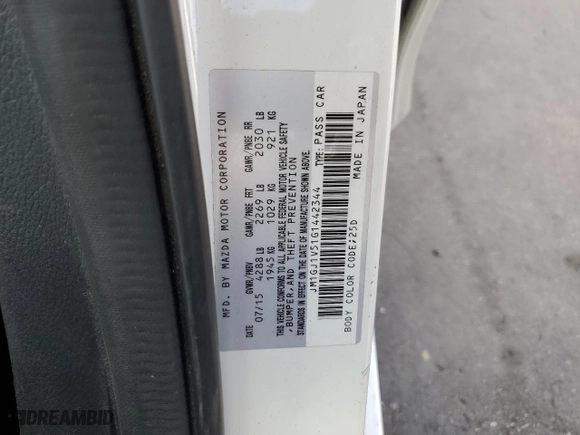 MFD. BY MAZDA MOTOR CORPORATION
DATE GVWR/PNBV GAWR/PNBE FRT GAWR/PNBE RR
07/15 4288 LB 2269 LB 2030 LB
1945 KG 1029 KG 921 KG
THIS VEHICLE CONFORMS TO ALL APPLICABLE FEDERAL MOTOR VEHICLE SAFETY
,BUMPER,AND THEFT PREVENTION
STANDARDS IN EFFECT ON THE DATE OF MANUFACTURE SHOWN ABOVE.
JM1GJ1V51G1442344 TYPE: PASS CAR
BODY COLOR CODE;25D MADE IN JAPAN
DREAMBID